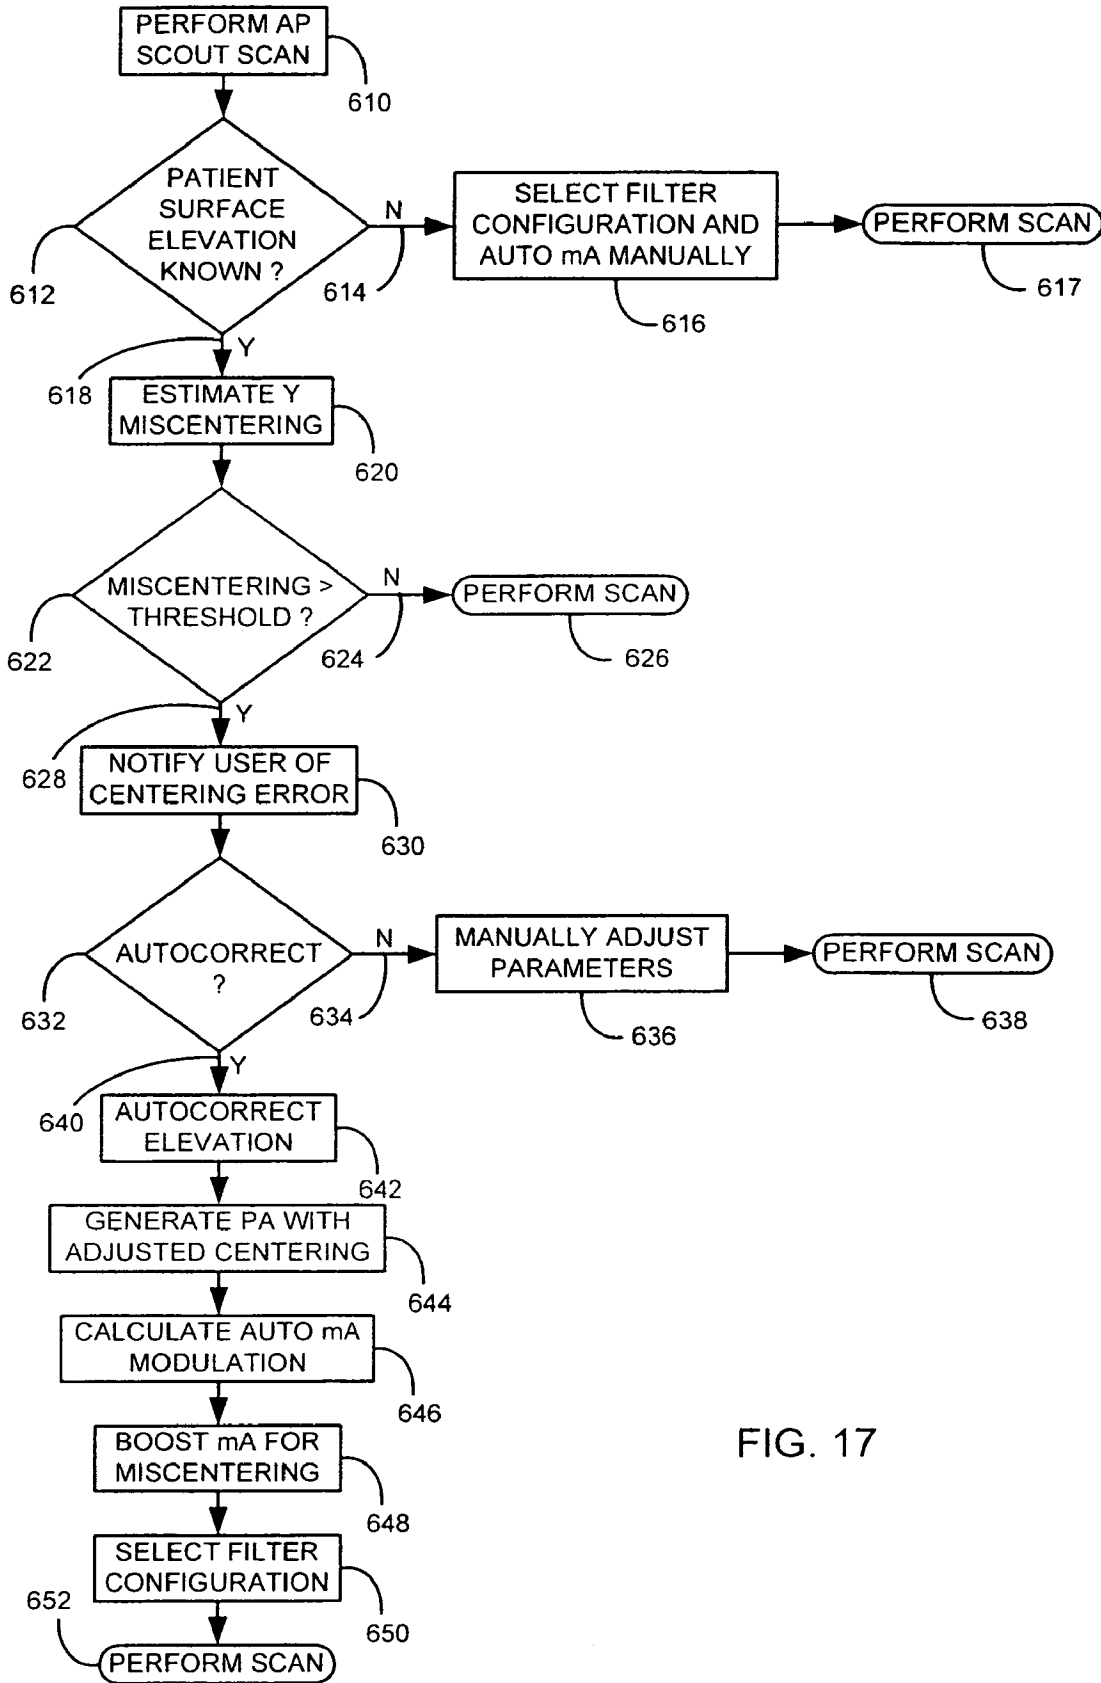 PERFORM AP
SCOUT SCAN
610
PATIENT
SURFACE
ELEVATION
KNOWN ?
612
N
614
SELECT FILTER
CONFIGURATION AND
AUTO mA MANUALLY
616
PERFORM SCAN
617
Y
618
ESTIMATE Y
MISCENTERING
620
MISCENTERING >
THRESHOLD ?
622
N
624
PERFORM SCAN
626
Y
628
NOTIFY USER OF
CENTERING ERROR
630
AUTOCORRECT
?
632
N
634
MANUALLY ADJUST
PARAMETERS
636
PERFORM SCAN
638
Y
640
AUTOCORRECT
ELEVATION
642
GENERATE PA WITH
ADJUSTED CENTERING
644
CALCULATE AUTO mA
MODULATION
646
BOOST mA FOR
MISCENTERING
648
SELECT FILTER
CONFIGURATION
650
652
PERFORM SCAN
FIG. 17